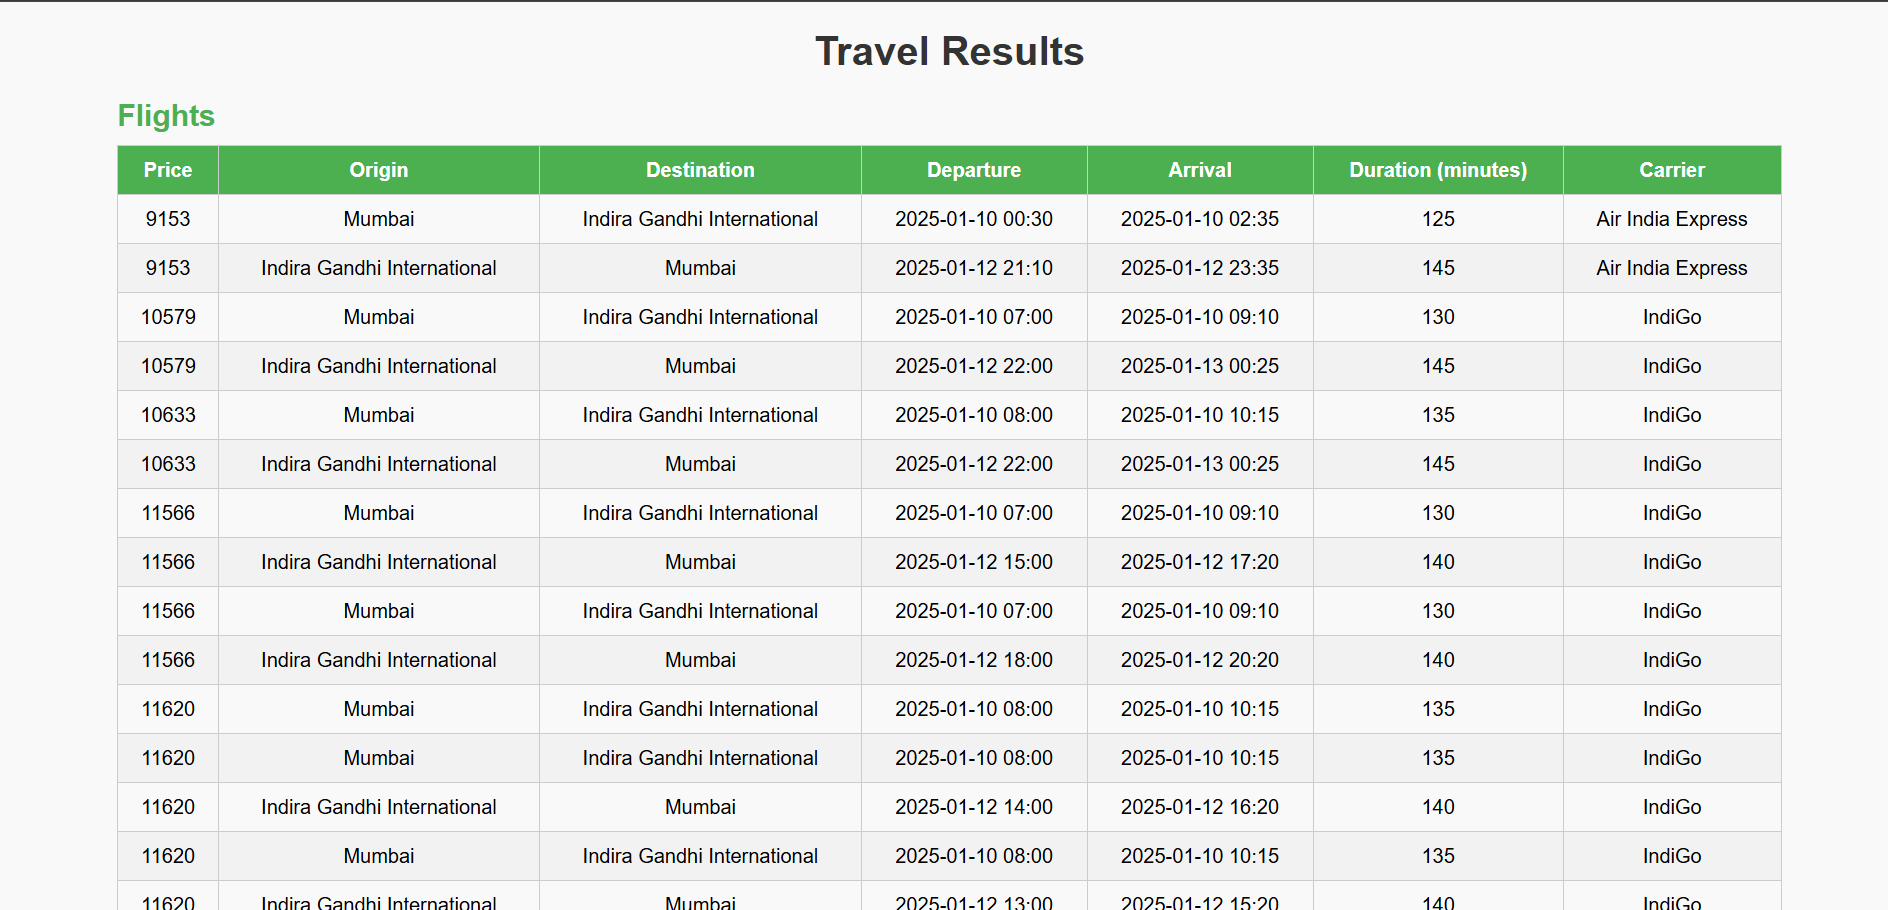 Travel Results
Flights
Price Origin Destination Departure Arrival Duration (minutes) Carrier
9153 Mumbai Indira Gandhi International 2025-01-10 00:30 2025-01-10 02:35 125 Air India Express
9153 Indira Gandhi International Mumbai 2025-01-12 21:10 2025-01-12 23:35 145 Air India Express
10579 Mumbai Indira Gandhi International 2025-01-10 07:00 2025-01-10 09:10 130 IndiGo
10579 Indira Gandhi International Mumbai 2025-01-12 22:00 2025-01-13 00:25 145 IndiGo
10633 Mumbai Indira Gandhi International 2025-01-10 08:00 2025-01-10 10:15 135 IndiGo
10633 Indira Gandhi International Mumbai 2025-01-12 22:00 2025-01-13 00:25 145 IndiGo
11566 Mumbai Indira Gandhi International 2025-01-10 07:00 2025-01-10 09:10 130 IndiGo
11566 Indira Gandhi International Mumbai 2025-01-12 15:00 2025-01-12 17:20 140 IndiGo
11566 Mumbai Indira Gandhi International 2025-01-10 07:00 2025-01-10 09:10 130 IndiGo
11566 Indira Gandhi International Mumbai 2025-01-12 18:00 2025-01-12 20:20 140 IndiGo
11620 Mumbai Indira Gandhi International 2025-01-10 08:00 2025-01-10 10:15 135 IndiGo
11620 Mumbai Indira Gandhi International 2025-01-10 08:00 2025-01-10 10:15 135 IndiGo
11620 Indira Gandhi International Mumbai 2025-01-12 14:00 2025-01-12 16:20 140 IndiGo
11620 Mumbai Indira Gandhi International 2025-01-10 08:00 2025-01-10 10:15 135 IndiGo
11620 Indira Gandhi International Mumbai 2025-01-12 13:00 2025-01-12 15:20 140 IndiGo